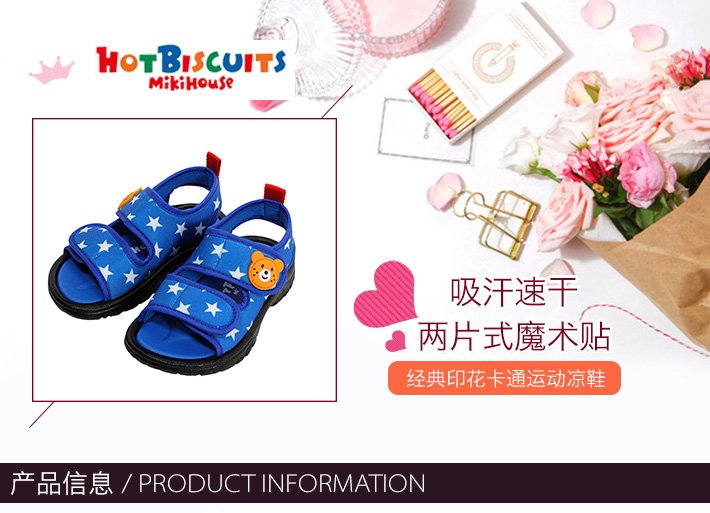 HOTBISCUITS
MIKIHOUSE
吸汗速干
两片式魔术贴
经典印花卡通运动凉鞋
产品信息 / PRODUCT INFORMATION